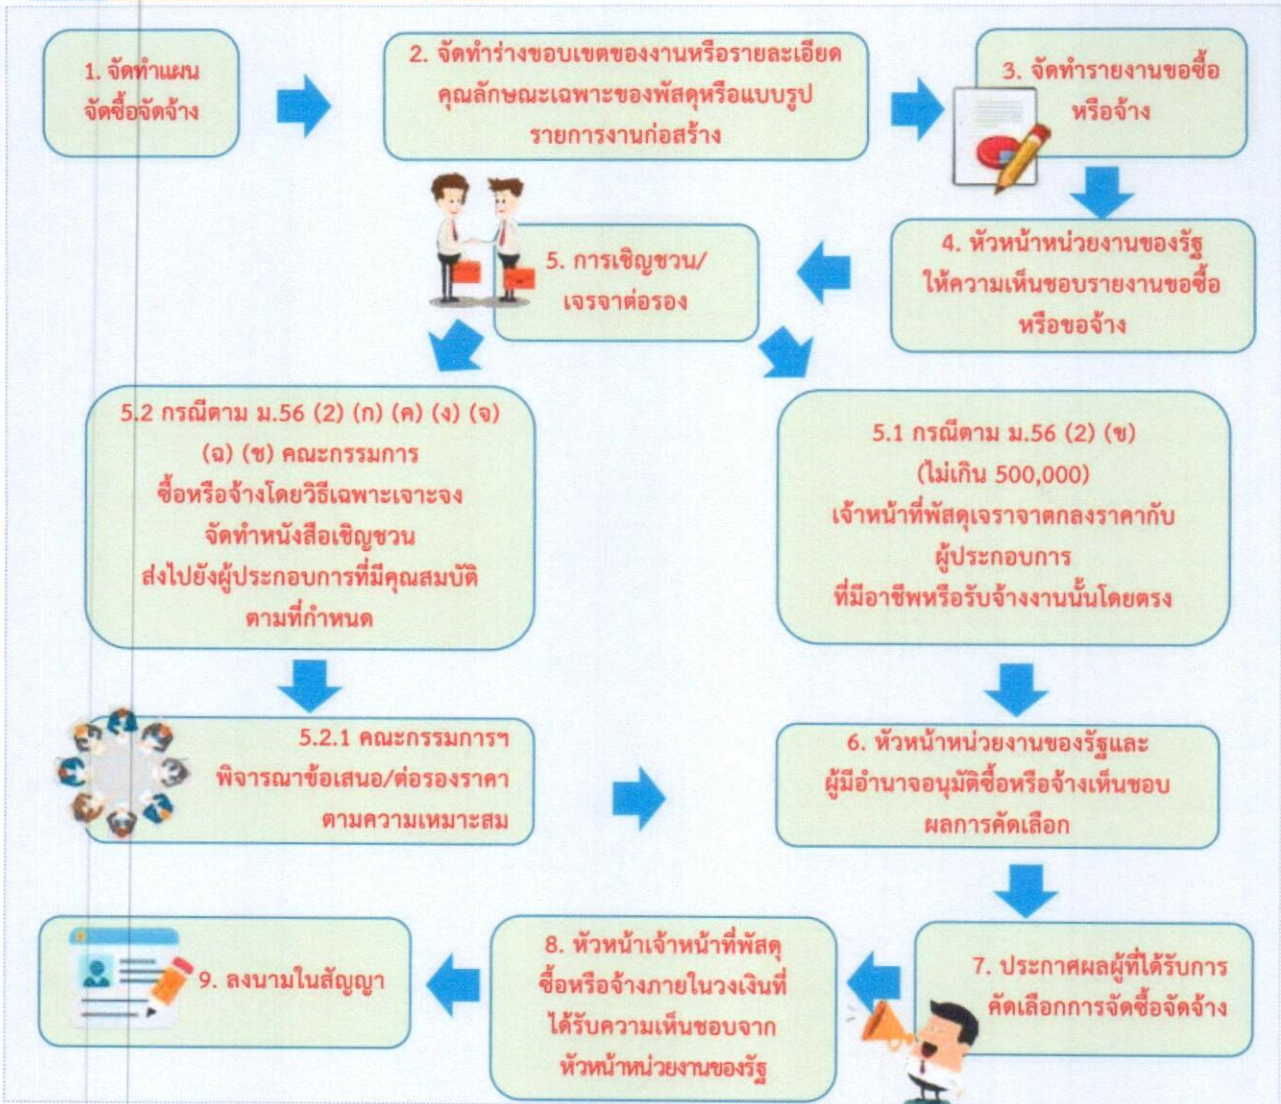 1. จัดทำแผน
จัดซื้อจัดจ้าง
2. จัดทำร่างขอบเขตของงานหรือรายละเอียด
คุณลักษณะเฉพาะของพัสดุหรือแบบรูป
รายการงานก่อสร้าง
3. จัดทำรายงานขอซื้อ
หรือจ้าง
4. หัวหน้าหน่วยงานของรัฐ
ให้ความเห็นชอบรายงานขอซื้อ
หรือขอจ้าง
5. การเชิญชวน/
เจรจาต่อรอง
5.2 กรณีตาม ม.56 (2) (ก) (ค) (ง) (จ)
(ฉ) (ช) คณะกรรมการ
ซื้อหรือจ้างโดยวิธีเฉพาะเจาะจง
จัดทำหนังสือเชิญชวน
ส่งไปยังผู้ประกอบการที่มีคุณสมบัติ
ตามที่กำหนด
5.1 กรณีตาม ม.56 (2) (ข)
(ไม่เกิน 500,000)
เจ้าหน้าที่พัสดุเจราจาตกลงราคากับ
ผู้ประกอบการ
ที่มีอาชีพหรือรับจ้างงานนั้นโดยตรง
5.2.1 คณะกรรมการฯ
พิจารณาข้อเสนอ/ต่อรองราคา
ตามความเหมาะสม
6. หัวหน้าหน่วยงานของรัฐและ
ผู้มีอำนาจอนุมัติซื้อหรือจ้างเห็นชอบ
ผลการคัดเลือก
7. ประกาศผลผู้ที่ได้รับการ
คัดเลือกการจัดซื้อจัดจ้าง
8. หัวหน้าเจ้าหน้าที่พัสดุ
ซื้อหรือจ้างภายในวงเงินที่
ได้รับความเห็นชอบจาก
หัวหน้าหน่วยงานของรัฐ
9. ลงนามในสัญญา